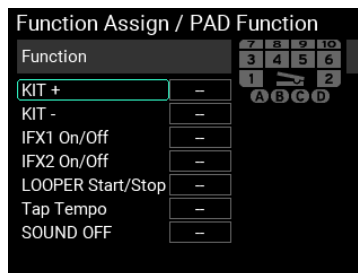 Function Assign / PAD Function
Function
7 8 9 10
3 4 5 6
1 2
A B C D
KIT + --
KIT - --
IFX1 On/Off --
IFX2 On/Off --
LOOPER Start/Stop --
Tap Tempo --
SOUND OFF --